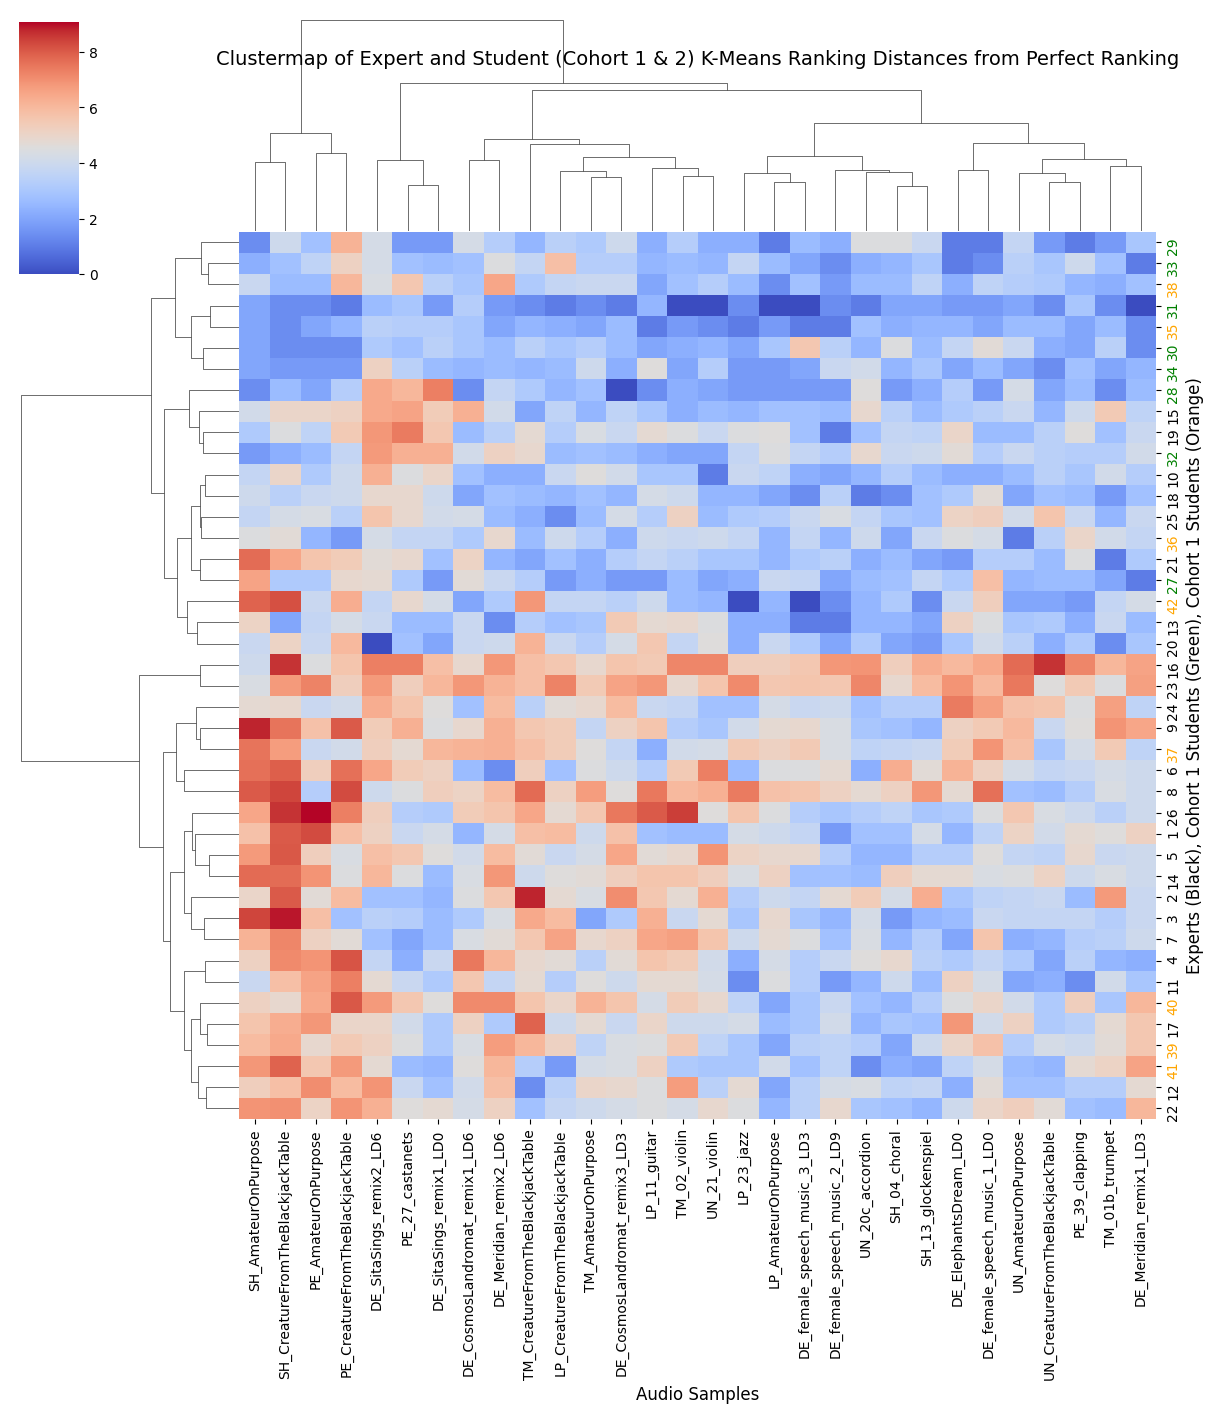 Clustermap of Expert and Student (Cohort 1 & 2) K-Means Ranking Distances from Perfect Ranking
8
6
4
2
0
29
33
38
31
35
30
34
28
15
19
32
10
18
25
36
21
27
42
13
20
16
23
24
9
37
6
8
26
1
5
14
2
3
7
4
11
40
17
39
41
12
22
Experts (Black), Cohort 1 Students (Green), Cohort 1 Students (Orange)
SH_AmateurOnPurpose
SH_CreatureFromTheBlackjackTable
PE_AmateurOnPurpose
PE_CreatureFromTheBlackjackTable
DE_SitaSings_remix2_LD6
PE_27_castanets
DE_SitaSings_remix1_LD0
DE_CosmosLandromat_remix1_LD6
DE_Meridian_remix2_LD6
TM_CreatureFromTheBlackjackTable
LP_CreatureFromTheBlackjackTable
TM_AmateurOnPurpose
DE_CosmosLandromat_remix3_LD3
LP_11_guitar
TM_02_violin
UN_21_violin
LP_23_jazz
LP_AmateurOnPurpose
DE_female_speech_music_3_LD3
DE_female_speech_music_2_LD9
UN_20c_accordion
SH_04_choral
SH_13_glockenspiel
DE_ElephantsDream_LD0
DE_female_speech_music_1_LD0
UN_AmateurOnPurpose
UN_CreatureFromTheBlackjackTable
PE_39_clapping
TM_01b_trumpet
DE_Meridian_remix1_LD3
Audio Samples